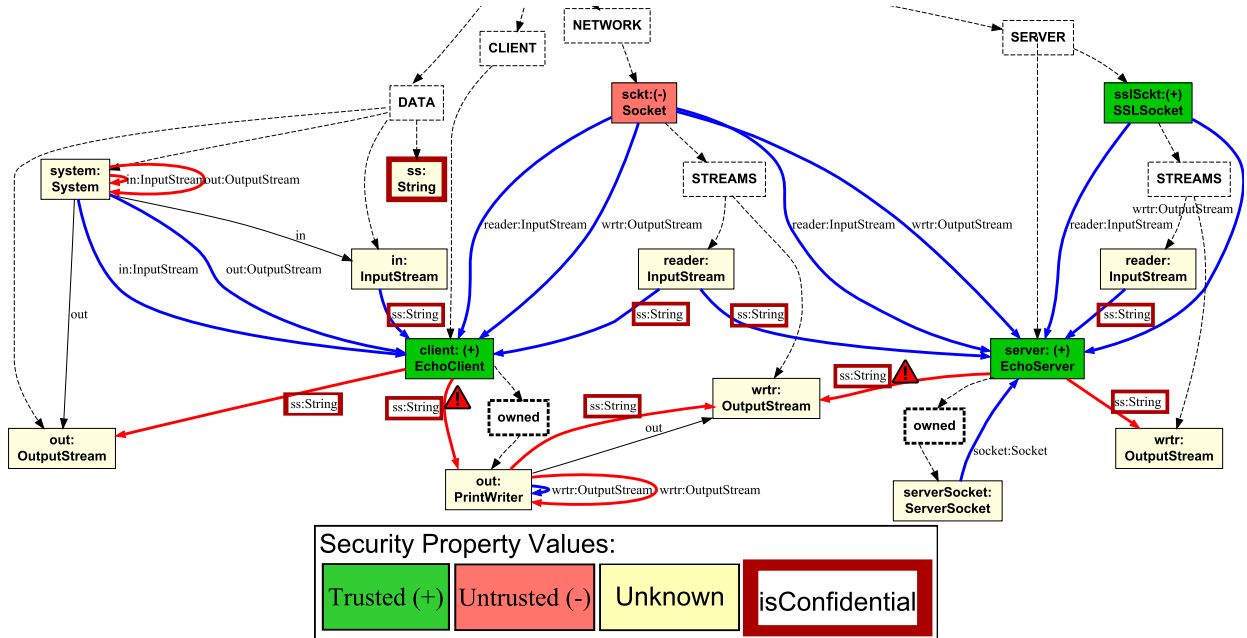 NETWORK
CLIENT
SERVER
DATA
sckt:(-)
Socket
sslSckt:(+)
SSLSocket
system:
System
in:InputStream
out:OutputStream
ss:
String
STREAMS
STREAMS
wrtr:OutputStream
reader:InputStream
wrtr:OutputStream
reader:InputStream
wrtr:OutputStream
reader:InputStream
in
in:InputStream
out:OutputStream
in:
InputStream
reader:
InputStream
reader:
InputStream
out
ss:String
ss:String
ss:String
ss:String
client: (+)
EchoClient
server: (+)
EchoServer
ss:String
ss:String
ss:String
ss:String
ss:String
wrtr:
OutputStream
owned
owned
out
out:
OutputStream
socket:Socket
wrtr:
OutputStream
out:
PrintWriter
wrtr:OutputStream
wrtr:OutputStream
serverSocket:
ServerSocket
Security Property Values:
Trusted (+)
Untrusted (-)
Unknown
isConfidential